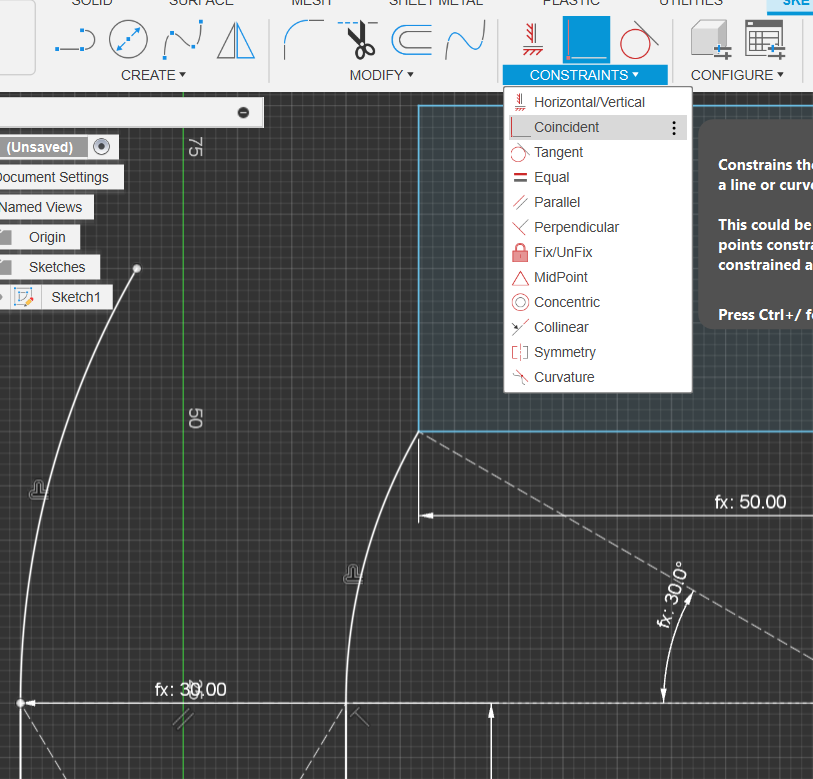 SOLID SURFACE MESH SHEET METAL PLASTIC UTILITIES SKE
CREATE ▾ MODIFY ▾ CONSTRAINTS ▾ CONFIGURE ▾
Horizontal/Vertical
Coincident
Tangent
Equal
Parallel
Perpendicular
Fix/UnFix
MidPoint
Concentric
Collinear
Symmetry
Curvature
Constrains the
a line or curve
This could be
points constra
constrained a
Press Ctrl+/ f
(Unsaved)
Document Settings
Named Views
Origin
Sketches
Sketch1
75
50
fx: 50.00
fx: 30.0°
fx: 30.00